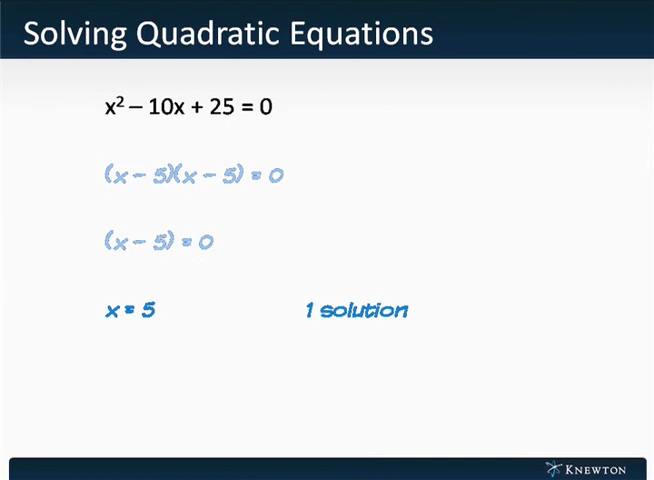 Solving Quadratic Equations
x² – 10x + 25 = 0
(x – 5)(x – 5) = 0
(x – 5) = 0
x = 5 1 solution
KNEWTON